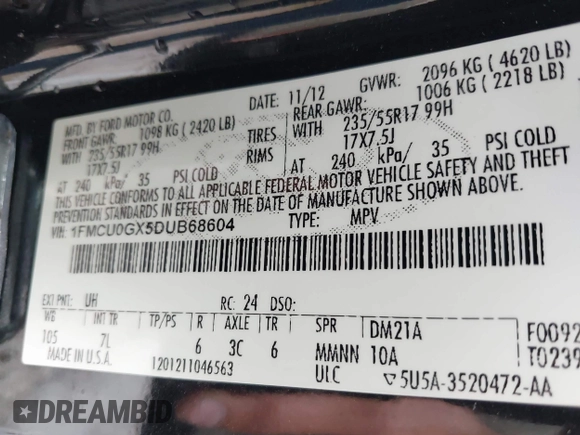 MFD. BY FORD MOTOR CO.
DATE: 11/12
GVWR: 2096 KG ( 4620 LB)
FRONT GAWR: 1098 KG ( 2420 LB)
REAR GAWR: 1006 KG ( 2218 LB)
WITH 235/55R17 99H TIRES WITH 235/55R17 99H
17X7.5J RIMS 17X7.5J
AT 240 kPa/ 35 PSI COLD AT 240 kPa/ 35 PSI COLD
THIS VEHICLE CONFORMS TO ALL APPLICABLE FEDERAL MOTOR VEHICLE SAFETY AND THEFT
PREVENTION STANDARDS IN EFFECT ON THE DATE OF MANUFACTURE SHOWN ABOVE.
VIN: 1FMCU0GX5DUB68604 TYPE: MPV
EXT PNT: UH RC: 24 DSO:
WB INT TR TP/PS R AXLE TR SPR DM21A F0092
105 7L 6 3C 6 MMNN 10A T0239
MADE IN U.S.A. 1201211046563 ULC 5U5A-3520472-AA
DREAMBID